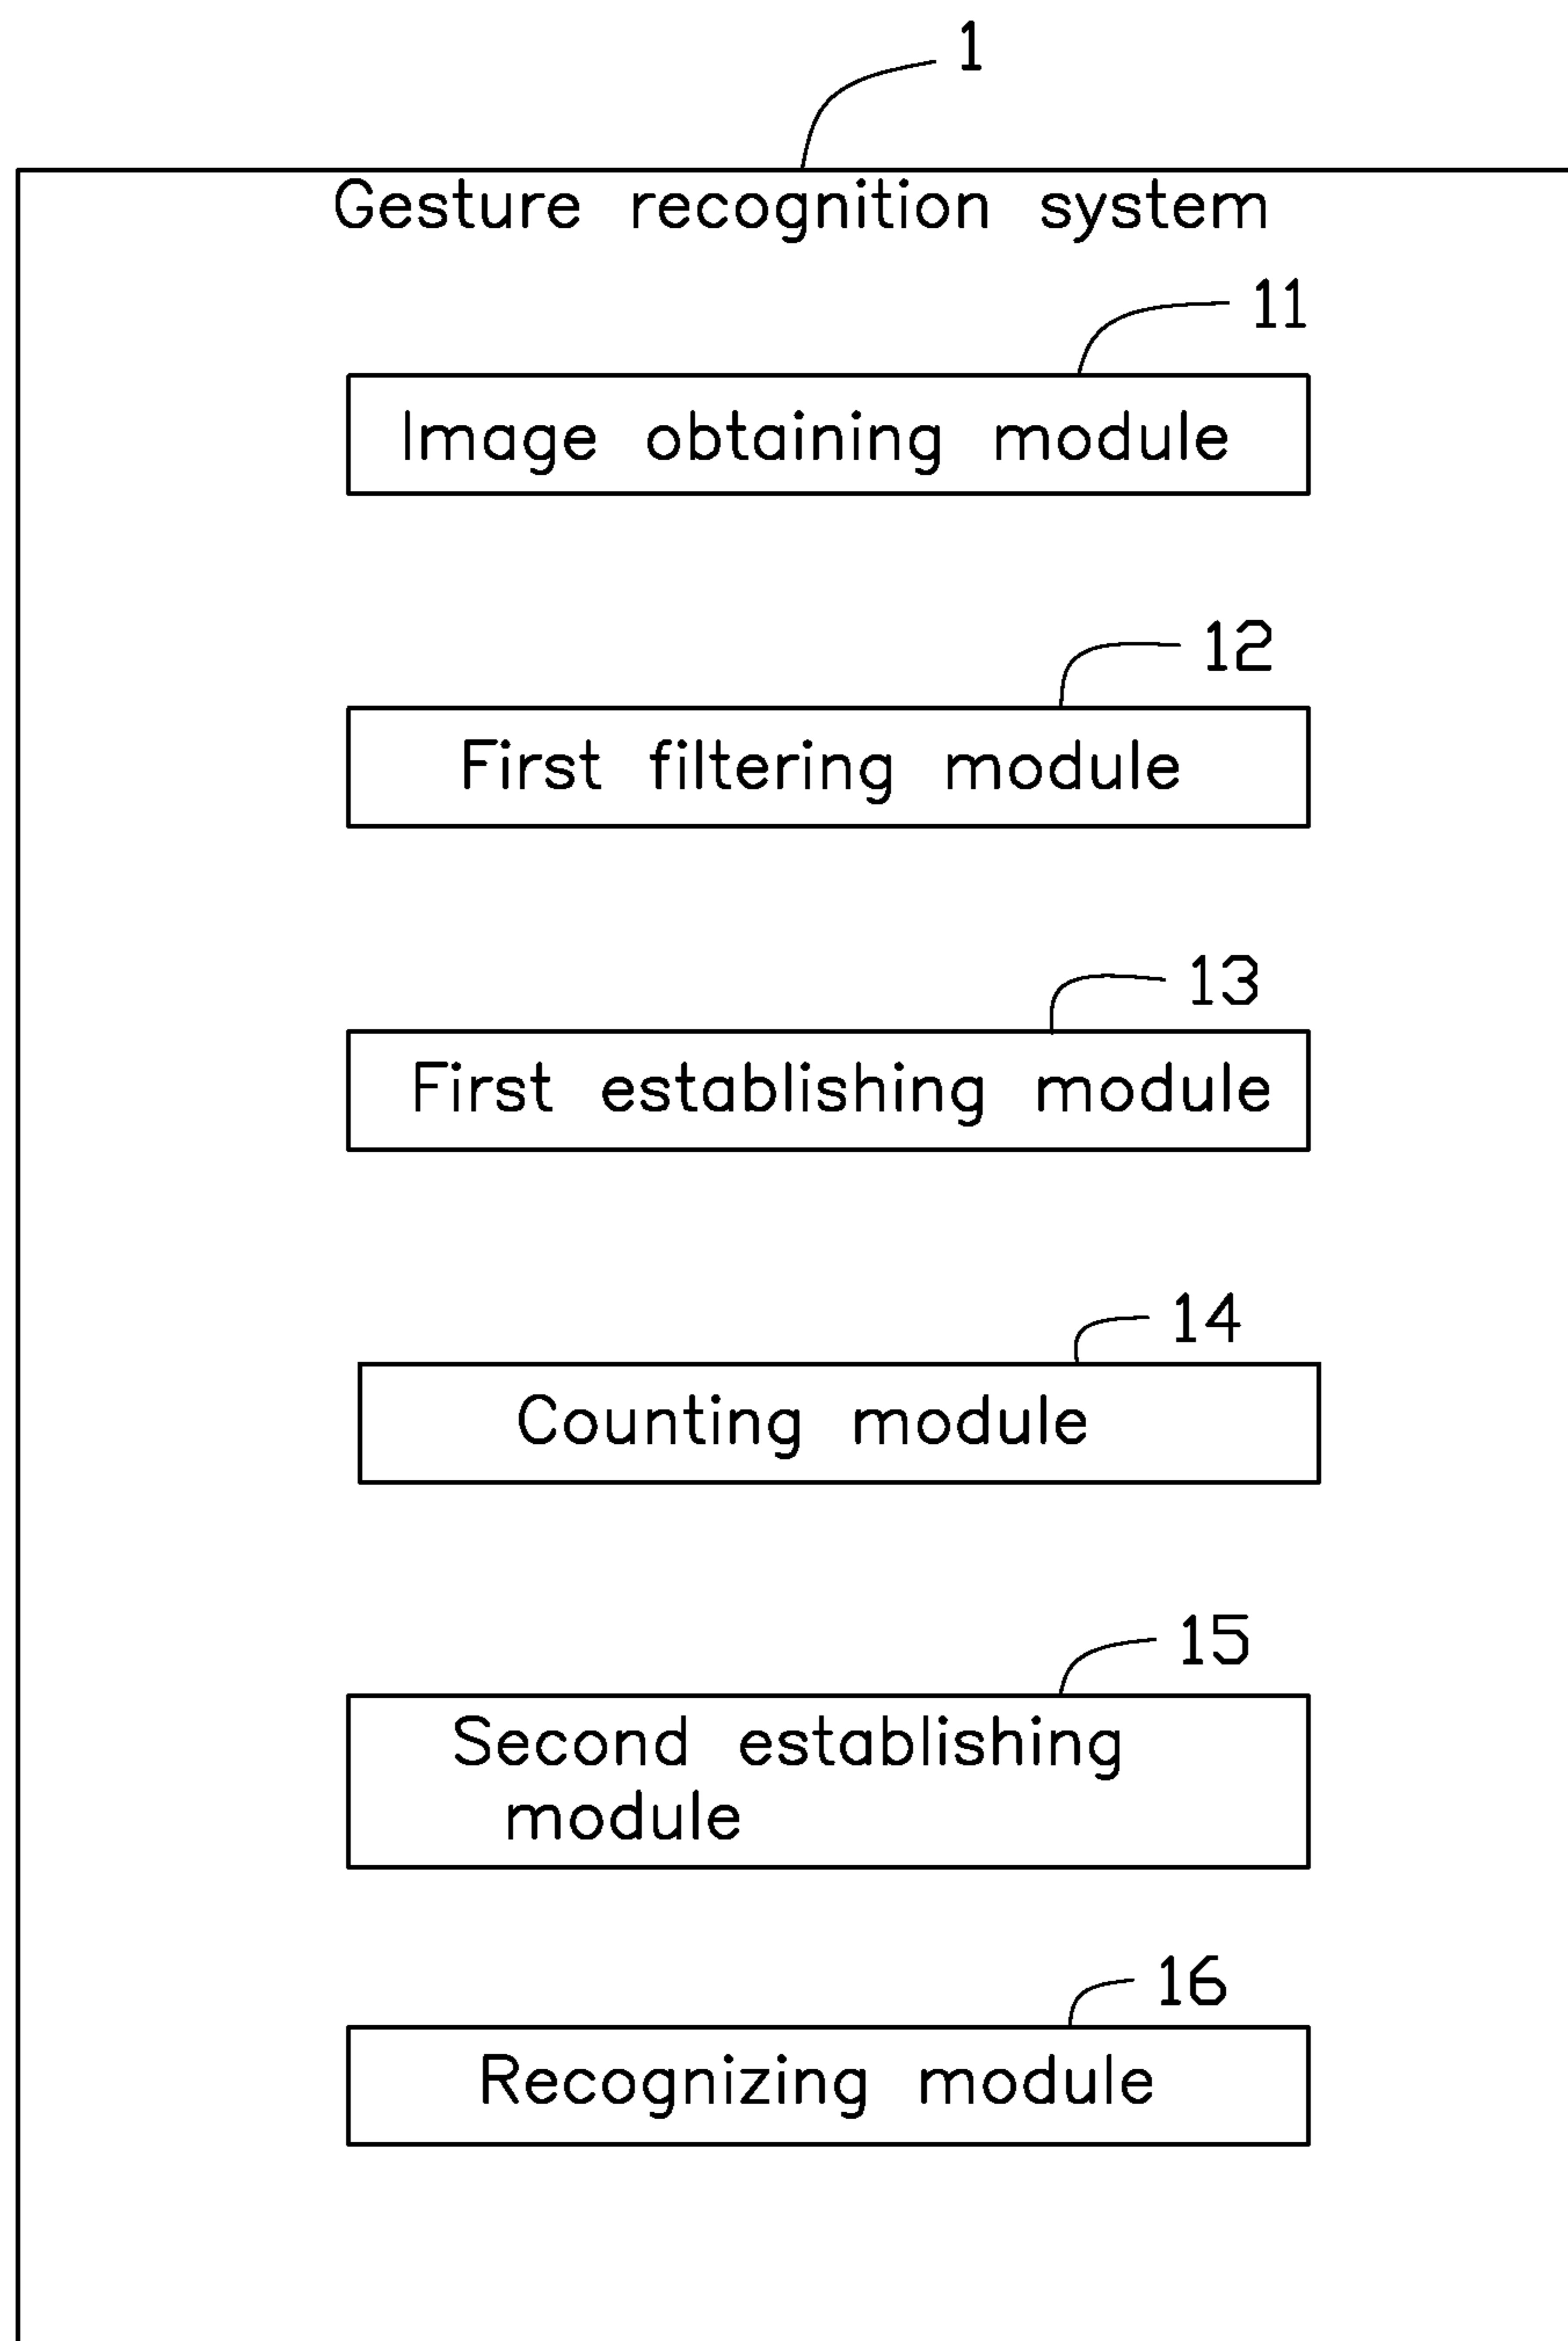 1
Gesture recognition system
11
Image obtaining module
12
First filtering module
13
First establishing module
14
Counting module
15
Second establishing
module
16
Recognizing module